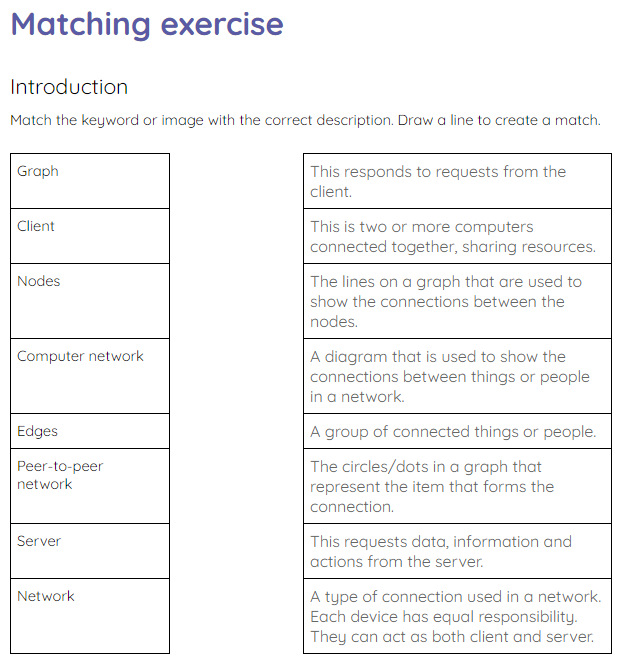 Matching exercise
Introduction
Match the keyword or image with the correct description. Draw a line to create a match.
Graph
This responds to requests from the
client.
Client
This is two or more computers
connected together, sharing resources.
Nodes
The lines on a graph that are used to
show the connections between the
nodes.
Computer network
A diagram that is used to show the
connections between things or people
in a network.
Edges
A group of connected things or people.
Peer-to-peer
network
The circles/dots in a graph that
represent the item that forms the
connection.
Server
This requests data, information and
actions from the server.
Network
A type of connection used in a network.
Each device has equal responsibility.
They can act as both client and server.